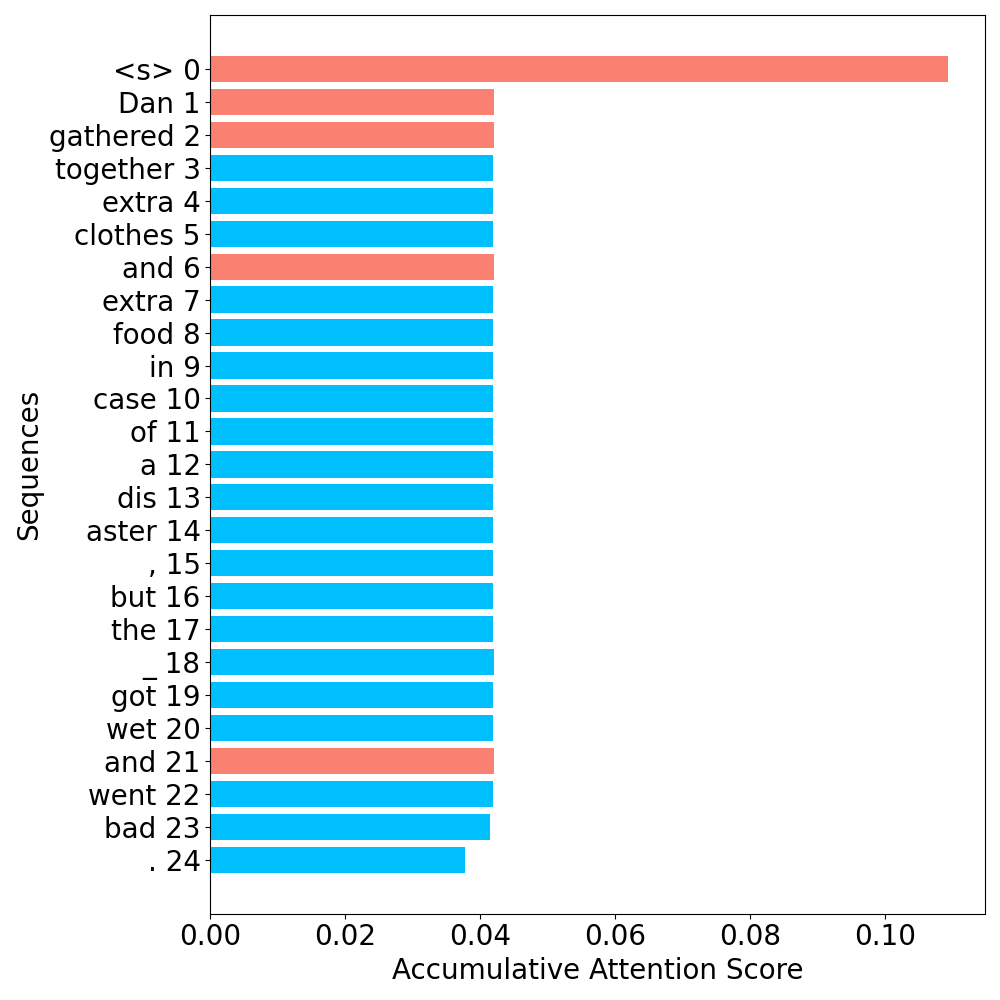 <s> 0
Dan 1
gathered 2
together 3
extra 4
clothes 5
and 6
extra 7
food 8
in 9
case 10
of 11
a 12
dis 13
aster 14
, 15
but 16
the 17
_ 18
got 19
wet 20
and 21
went 22
bad 23
. 24
Sequences
0.00 0.02 0.04 0.06 0.08 0.10
Accumulative Attention Score